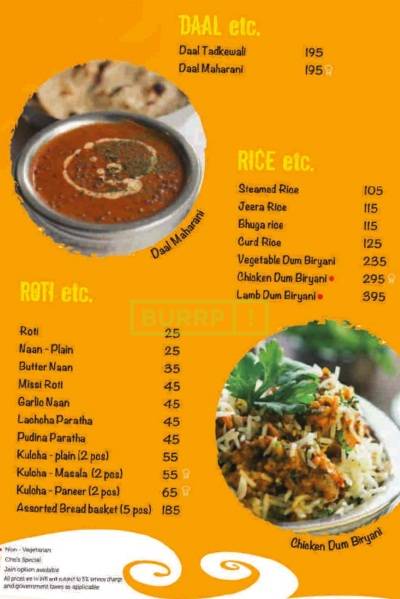 DAAL etc.
Daal Tadkewali 195
Daal Maharani 195
Daal Maharani
RICE etc.
Steamed Rice 105
Jeera Rice 115
Bhuga rice 115
Curd Rice 125
Vegetable Dum Biryani 235
Chicken Dum Biryani 295
Lamb Dum Biryani 395
ROTI etc.
BURRP !
Roti 25
Naan - Plain 25
Butter Naan 35
Missi Roti 45
Garlic Naan 45
Lachcha Paratha 45
Pudina Paratha 45
Kulcha - plain (2 pcs) 55
Kulcha - Masala (2 pcs) 55
Kulcha - Paneer (2 pcs) 65
Assorted Bread basket (5 pcs) 185
Chicken Dum Biryani
Non - Vegetarian
Chefs Special
Jain option available
All prices are in INR and subject to 5% service charge
and government taxes as applicable